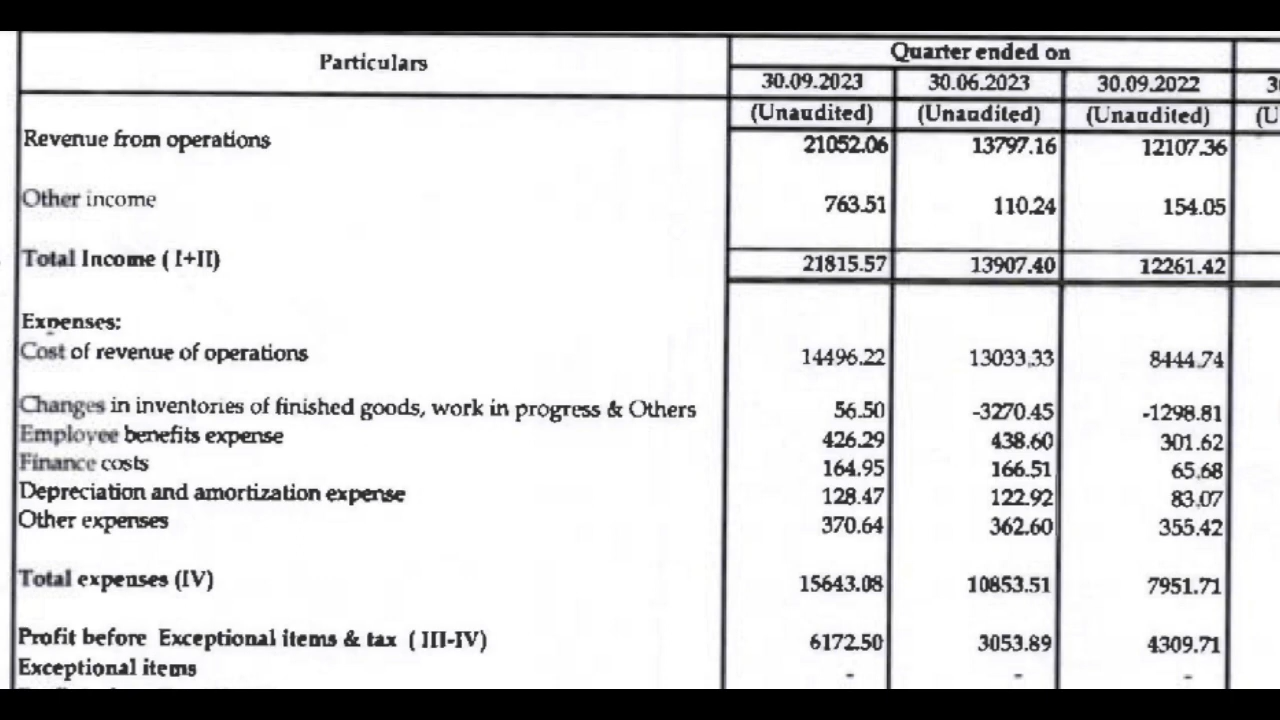 Particulars Quarter ended on
30.09.2023 30.06.2023 30.09.2022
(Unaudited) (Unaudited) (Unaudited)
Revenue from operations 21052.06 13797.16 12107.36
Other income 763.51 110.24 154.05
Total Income ( I+II) 21815.57 13907.40 12261.42
Expenses:
Cost of revenue of operations 14496.22 13033.33 8444.74
Changes in inventories of finished goods, work in progress & Others 56.50 -3270.45 -1298.81
Employee benefits expense 426.29 438.60 301.62
Finance costs 164.95 166.51 65.68
Depreciation and amortization expense 128.47 122.92 83.07
Other expenses 370.64 362.60 355.42
Total expenses (IV) 15643.08 10853.51 7951.71
Profit before Exceptional items & tax ( III-IV) 6172.50 3053.89 4309.71
Exceptional items - - -